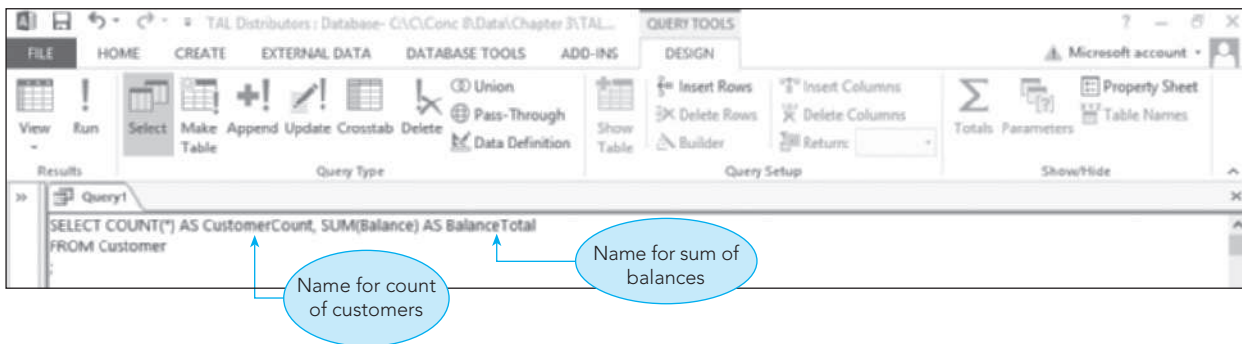 TAL Distributors : Database- C:\C\Conc 8\Data\Chapter 3\TAL... QUERY TOOLS ?
FILE HOME CREATE EXTERNAL DATA DATABASE TOOLS ADD-INS DESIGN Microsoft account
View Run Select Make Table Append Update Crosstab Delete
Union
Pass-Through
Data Definition
Show Table
Insert Rows
Delete Rows
Builder
Insert Columns
Delete Columns
Return:
Totals Parameters
Property Sheet
Table Names
Results Query Type Query Setup Show/Hide
Query1
SELECT COUNT(*) AS CustomerCount, SUM(Balance) AS BalanceTotal
FROM Customer
;
Name for count
of customers
Name for sum of
balances